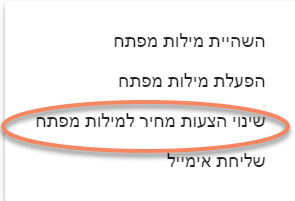 השהיית מילות מפתח
הפעלת מילות מפתח
שינוי הצעות מחיר למילות מפתח
שליחת אימייל